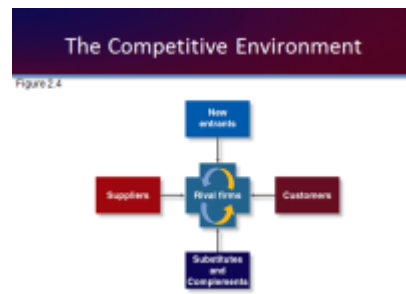 The Competitive Environment
Figure 2.4
New
entrants
Suppliers
Rival firms
Customers
Substitutes
and
Complements